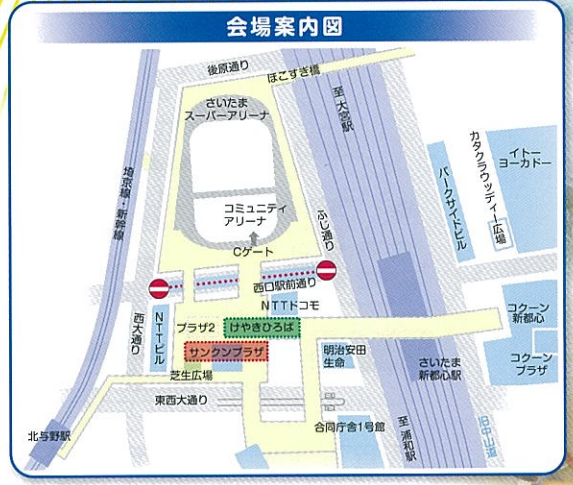 会場案内図
後原通り
ほこすぎ橋
さいたま
スーパーアリーナ
至 大宮駅
カタクラウッディー広場
イトー
ヨーカドー
パークサイドビル
埼京線・新幹線
コミュニティ
アリーナ
ふじ通り
Cゲート
西口駅前通り
NTTドコモ
西大通り
NTTビル
プラザ2
けやきひろば
コクーン
新都心
サンクンプラザ
明治安田
生命
さいたま
新都心駅
コクーン
プラザ
芝生広場
東西大通り
至 浦和駅
旧中山道
北与野駅
合同庁舎1号館